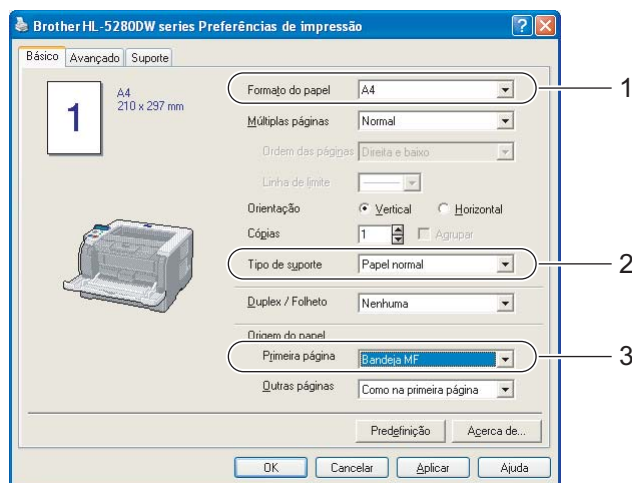 Brother HL-5280DW series Preferências de impressão
Básico Avançado Suporte
1
A4
210 x 297 mm
Formato do papel A4 1
Múltiplas páginas Normal
Ordem das páginas Direita e baixo
Linha de limite
Orientação Vertical Horizontal
Cópias 1 Agrupar
Tipo de suporte Papel normal 2
Duplex / Folheto Nenhuma
Origem do papel
Primeira página Bandeja MF 3
Outras páginas Como na primeira página
Predefinição Acerca de...
OK Cancelar Aplicar Ajuda